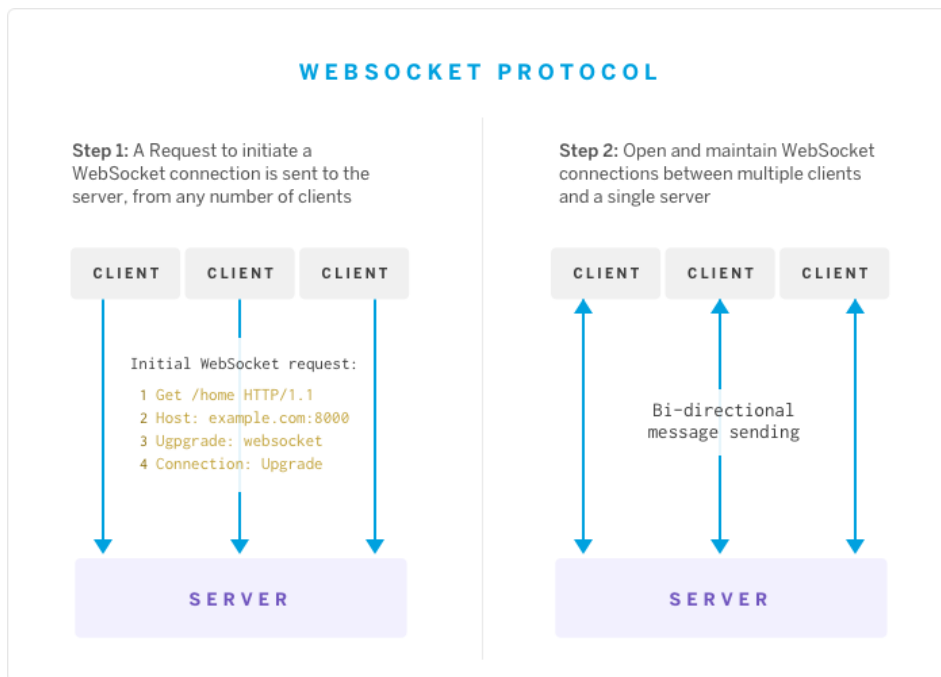 WEBSOCKET PROTOCOL
Step 1: A Request to initiate a
WebSocket connection is sent to the
server, from any number of clients
CLIENT CLIENT CLIENT
Initial WebSocket request:
1 Get /home HTTP/1.1
2 Host: example.com:8000
3 Ugpgrade: websocket
4 Connection: Upgrade
SERVER
Step 2: Open and maintain WebSocket
connections between multiple clients
and a single server
CLIENT CLIENT CLIENT
Bi-directional
message sending
SERVER